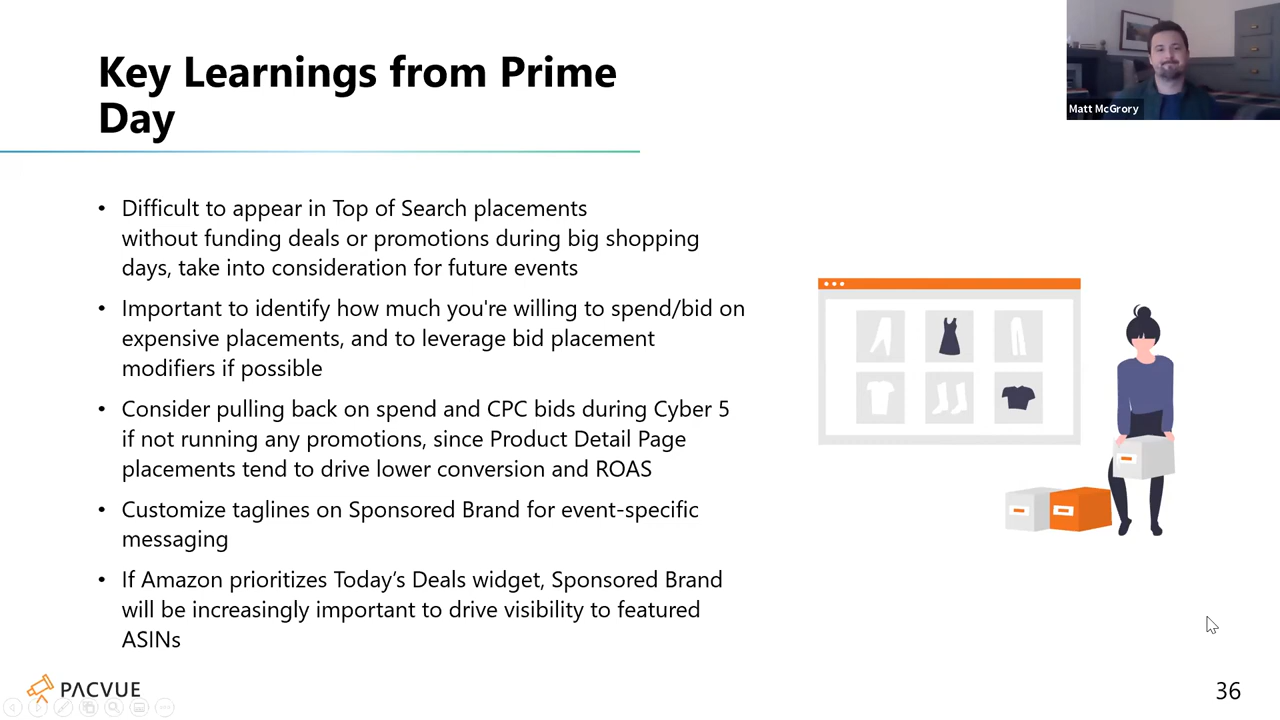 Key Learnings from Prime
Day
Matt McGrory
• Difficult to appear in Top of Search placements
without funding deals or promotions during big shopping
days, take into consideration for future events
• Important to identify how much you're willing to spend/bid on
expensive placements, and to leverage bid placement
modifiers if possible
• Consider pulling back on spend and CPC bids during Cyber 5
if not running any promotions, since Product Detail Page
placements tend to drive lower conversion and ROAS
• Customize taglines on Sponsored Brand for event-specific
messaging
• If Amazon prioritizes Today's Deals widget, Sponsored Brand
will be increasingly important to drive visibility to featured
ASINs
PACVUE
36